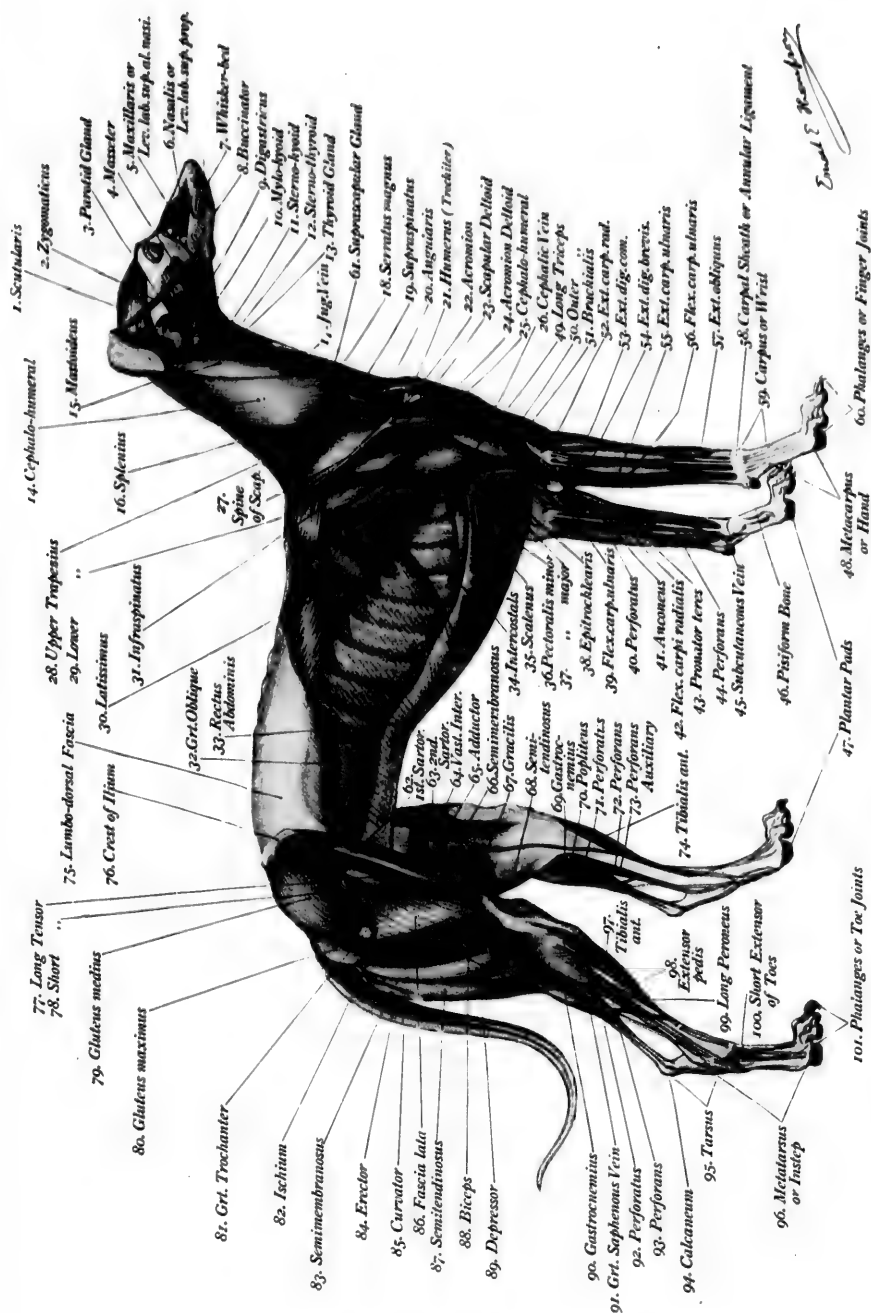 1. Scutularis
2. Zygomaticus
3. Parotid Gland
4. Masseter
5. Maxillaris or
Lev. lab. sup. al. nasi.
6. Nasalis or
Lev. lab. sup. prop.
7. Whisker-bed
8. Buccinator
9. Digastricus
10. Mylo-hyoid
11. Sterno-hyoid
12. Sterno-thyroid
13. Thyroid Gland
1. Jug. Vein
14. Cephalo-humeral
15. Mastoideus
16. Splenius
61. Suprascapular Gland
18. Serratus magnus
19. Supraspinatus
20. Angularis
21. Humerus (Trochiter)
22. Acromion
23. Scapular Deltoid
24. Acromion Deltoid
25. Cephalo-humeral
26. Cephalic Vein
49. Long Triceps
50. Outer "
51. Brachialis
52. Ext. carp. rad.
53. Ext. dig. com.
54. Ext. dig. brevis.
55. Ext. carp. ulnaris
56. Flex. carp. ulnaris
57. Ext. obliquus
58. Carpal Sheath or Annular Ligament
59. Carpus or Wrist
60. Phalanges or Finger Joints
27.
Spine
of Scap.
28. Upper Trapesius
29. Lower "
30. Latissimus
31. Infraspinatus
32. Grt. Oblique
33. Rectus
Abdominis
34. Intercostals
35. Scalenus
36. Pectoralis minor
37. " major
38. Epitrochlearis
39. Flex. carp. ulnaris
40. Perforatus
41. Anconeus
42. Flex. carpi radialis
43. Pronator teres
44. Perforans
45. Subcutaneous Vein
46. Pisiform Bone
47. Plantar Pads
48. Metacarpus
or Hand
62.
1st. Sartor.
63. 2nd.
Sartor.
64. Vast. Inter.
65. Adductor
66. Semimembranosus
67. Gracilis
68. Semi-
tendinosus
69. Gastroc-
nemius
70. Popliteus
71. Perforatus
72. Perforans
73. Perforans
Auxiliary
74. Tibialis ant.
75. Lumbo-dorsal Fascia
76. Crest of Ilium
77. Long Tensor
78. Short "
79. Gluteus medius
80. Gluteus maximus
81. Grt. Trochanter
82. Ischium
83. Semimembranosus
84. Erector
85. Curvator
86. Fascia lata
87. Semitendinosus
88. Biceps
89. Depressor
90. Gastrocnemius
91. Grt. Saphenous Vein
92. Perforatus
93. Perforans
94. Calcaneum
95. Tarsus
96. Metatarsus
or Instep
97.
Tibialis
ant.
98.
Extensor
pedis
99. Long Peroneus
100. Short Extensor
of Toes
101. Phalanges or Toe Joints